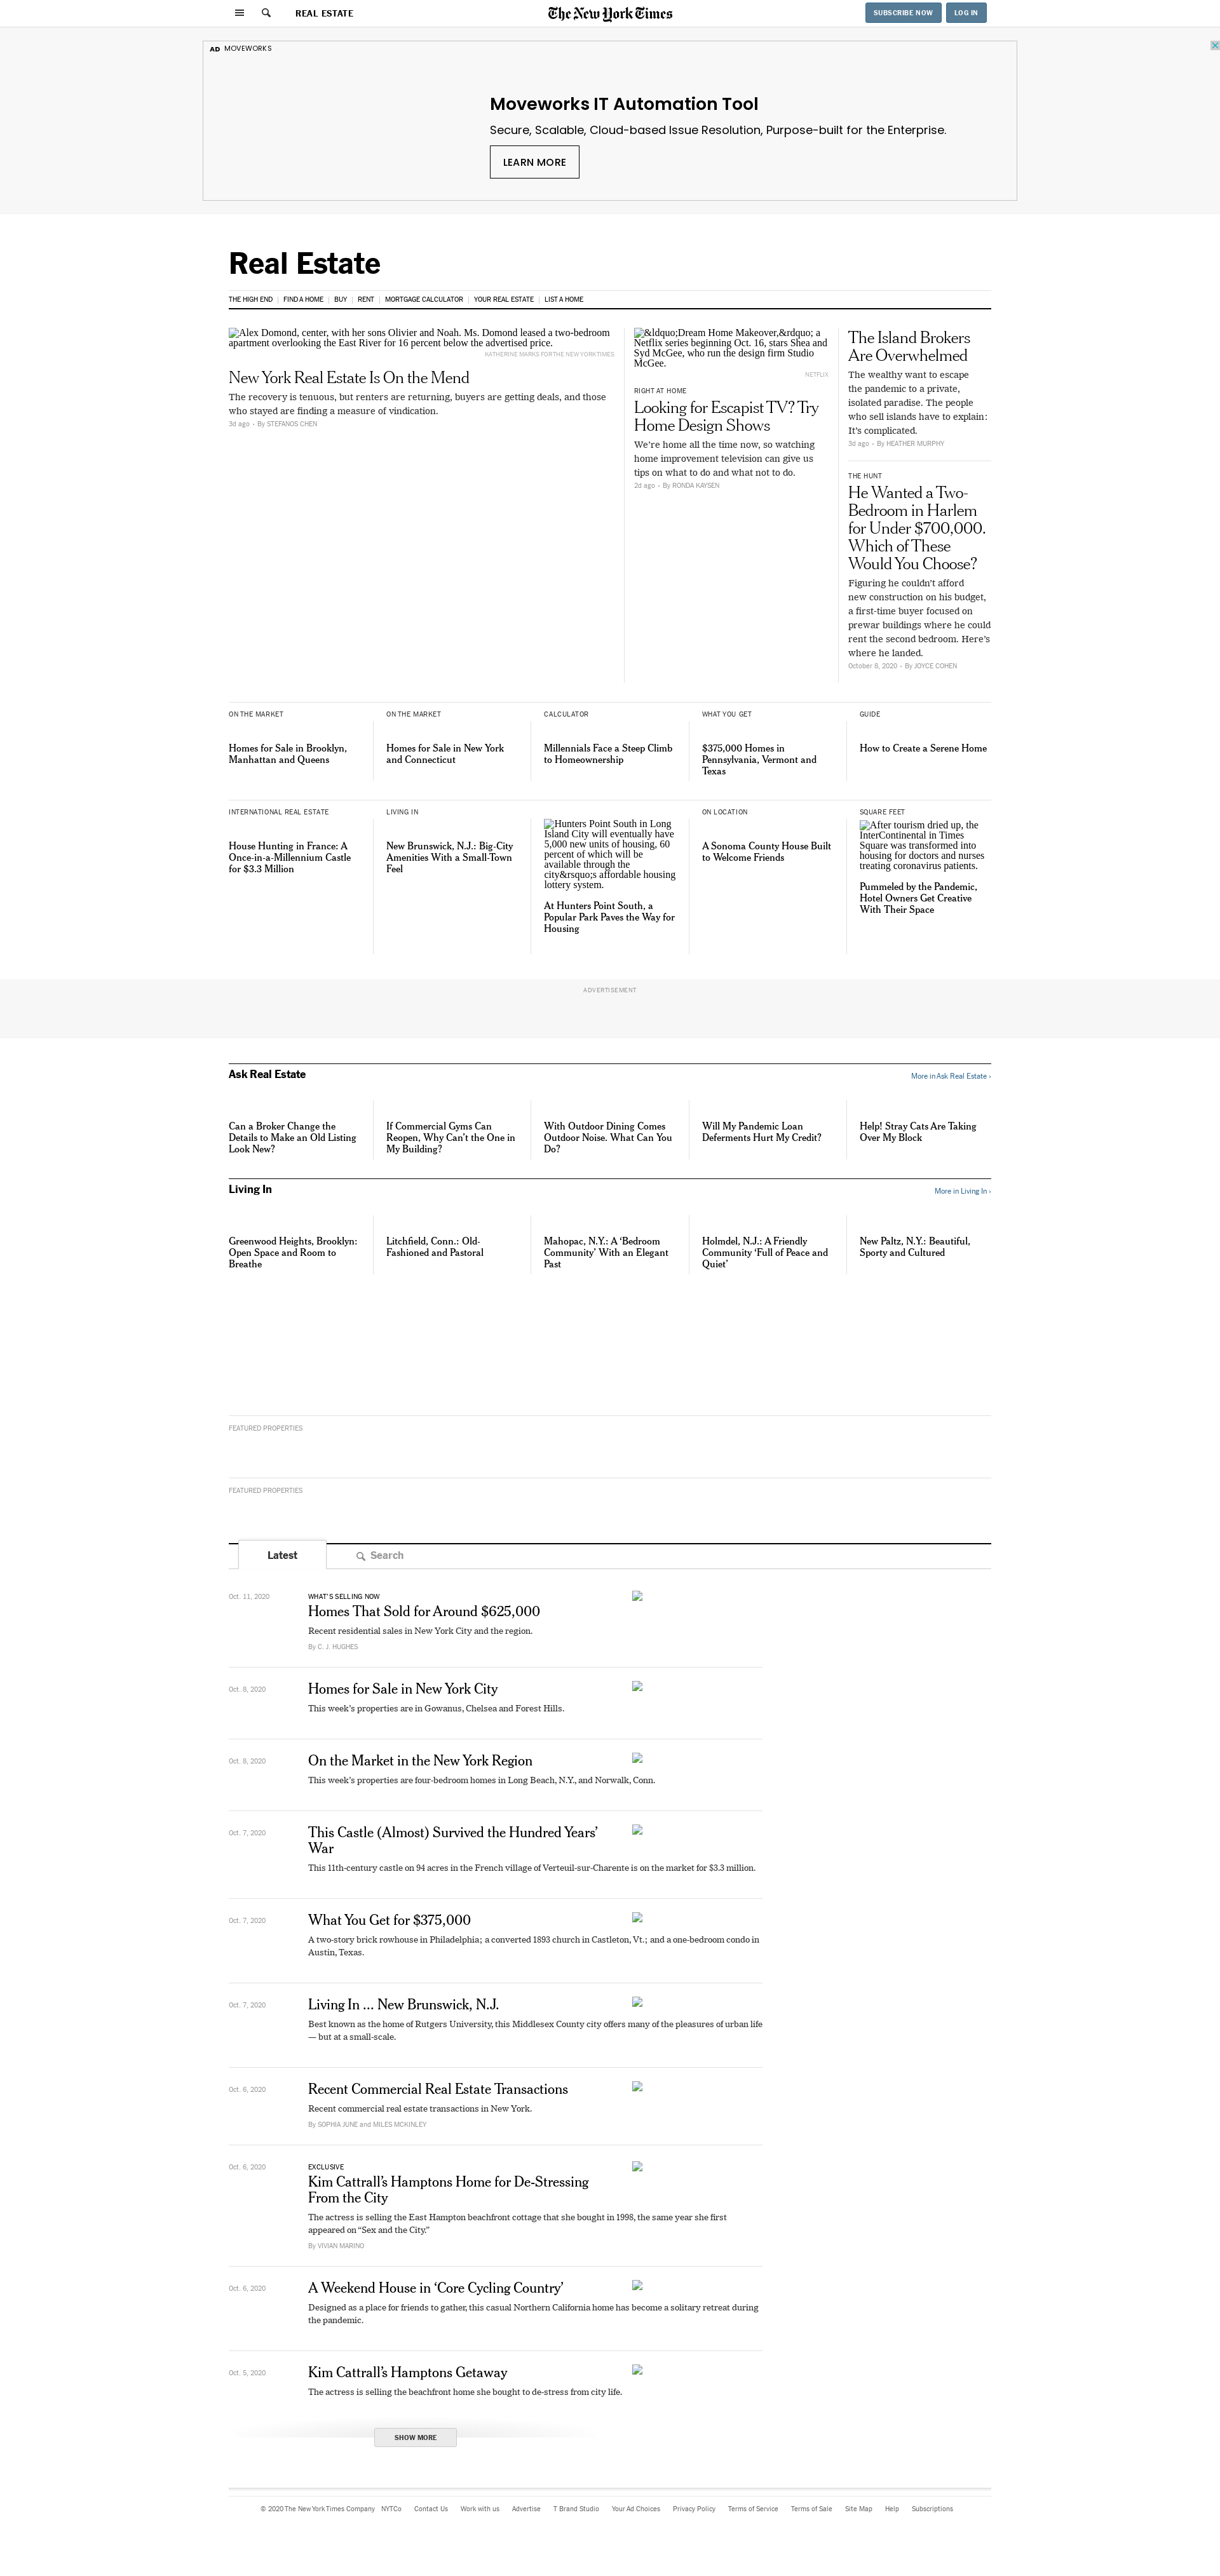 REAL ESTATE
The New York Times
SUBSCRIBE NOW
LOG IN
AD MOVEWORKS
Moveworks IT Automation Tool
Secure, Scalable, Cloud-based Issue Resolution, Purpose-built for the Enterprise.
LEARN MORE
Real Estate
THE HIGH END | FIND A HOME | BUY | RENT | MORTGAGE CALCULATOR | YOUR REAL ESTATE | LIST A HOME
Alex Domond, center, with her sons Olivier and Noah. Ms. Domond leased a two-bedroom
apartment overlooking the East River for 16 percent below the advertised price.
KATHERINE MARKS FOR THE NEW YORK TIMES
New York Real Estate Is On the Mend
The recovery is tenuous, but renters are returning, buyers are getting deals, and those
who stayed are finding a measure of vindication.
3d ago - By STEFANOS CHEN
&ldquo;Dream Home Makeover,&rdquo; a
Netflix series beginning Oct. 16, stars Shea and
Syd McGee, who run the design firm Studio
McGee.
NETFLIX
RIGHT AT HOME
Looking for Escapist TV? Try
Home Design Shows
We're home all the time now, so watching
home improvement television can give us
tips on what to do and what not to do.
2d ago - By RONDA KAYSEN
The Island Brokers
Are Overwhelmed
The wealthy want to escape
the pandemic to a private,
isolated paradise. The people
who sell islands have to explain:
It's complicated.
3d ago - By HEATHER MURPHY
THE HUNT
He Wanted a Two-
Bedroom in Harlem
for Under $700,000.
Which of These
Would You Choose?
Figuring he couldn't afford
new construction on his budget,
a first-time buyer focused on
prewar buildings where he could
rent the second bedroom. Here's
where he landed.
October 8, 2020 - By JOYCE COHEN
ON THE MARKET
Homes for Sale in Brooklyn,
Manhattan and Queens
ON THE MARKET
Homes for Sale in New York
and Connecticut
CALCULATOR
Millennials Face a Steep Climb
to Homeownership
WHAT YOU GET
$375,000 Homes in
Pennsylvania, Vermont and
Texas
GUIDE
How to Create a Serene Home
INTERNATIONAL REAL ESTATE
House Hunting in France: A
Once-in-a-Millennium Castle
for $3.3 Million
LIVING IN
New Brunswick, N.J.: Big-City
Amenities With a Small-Town
Feel
Hunters Point South in Long
Island City will eventually have
5,000 new units of housing, 60
percent of which will be
available through the
city&rsquo;s affordable housing
lottery system.
At Hunters Point South, a
Popular Park Paves the Way for
Housing
ON LOCATION
A Sonoma County House Built
to Welcome Friends
SQUARE FEET
After tourism dried up, the
InterContinental in Times
Square was transformed into
housing for doctors and nurses
treating coronavirus patients.
Pummeled by the Pandemic,
Hotel Owners Get Creative
With Their Space
ADVERTISEMENT
Ask Real Estate
More in Ask Real Estate ›
Can a Broker Change the
Details to Make an Old Listing
Look New?
If Commercial Gyms Can
Reopen, Why Can't the One in
My Building?
With Outdoor Dining Comes
Outdoor Noise. What Can You
Do?
Will My Pandemic Loan
Deferments Hurt My Credit?
Help! Stray Cats Are Taking
Over My Block
Living In
More in Living In ›
Greenwood Heights, Brooklyn:
Open Space and Room to
Breathe
Litchfield, Conn.: Old-
Fashioned and Pastoral
Mahopac, N.Y.: A ‘Bedroom
Community’ With an Elegant
Past
Holmdel, N.J.: A Friendly
Community ‘Full of Peace and
Quiet’
New Paltz, N.Y.: Beautiful,
Sporty and Cultured
FEATURED PROPERTIES
FEATURED PROPERTIES
Latest
Search
Oct. 11, 2020
WHAT'S SELLING NOW
Homes That Sold for Around $625,000
Recent residential sales in New York City and the region.
By C. J. HUGHES
Oct. 8, 2020
Homes for Sale in New York City
This week's properties are in Gowanus, Chelsea and Forest Hills.
Oct. 8, 2020
On the Market in the New York Region
This week's properties are four-bedroom homes in Long Beach, N.Y., and Norwalk, Conn.
Oct. 7, 2020
This Castle (Almost) Survived the Hundred Years’
War
This 11th-century castle on 94 acres in the French village of Verteuil-sur-Charente is on the market for $3.3 million.
Oct. 7, 2020
What You Get for $375,000
A two-story brick rowhouse in Philadelphia; a converted 1893 church in Castleton, Vt.; and a one-bedroom condo in
Austin, Texas.
Oct. 7, 2020
Living In ... New Brunswick, N.J.
Best known as the home of Rutgers University, this Middlesex County city offers many of the pleasures of urban life
— but at a small-scale.
Oct. 6, 2020
Recent Commercial Real Estate Transactions
Recent commercial real estate transactions in New York.
By SOPHIA JUNE and MILES MCKINLEY
Oct. 6, 2020
EXCLUSIVE
Kim Cattrall’s Hamptons Home for De-Stressing
From the City
The actress is selling the East Hampton beachfront cottage that she bought in 1998, the same year she first
appeared on “Sex and the City.”
By VIVIAN MARINO
Oct. 6, 2020
A Weekend House in ‘Core Cycling Country’
Designed as a place for friends to gather, this casual Northern California home has become a solitary retreat during
the pandemic.
Oct. 5, 2020
Kim Cattrall’s Hamptons Getaway
The actress is selling the beachfront home she bought to de-stress from city life.
SHOW MORE
© 2020 The New York Times Company NYTCo Contact Us Work with us Advertise T Brand Studio Your Ad Choices Privacy Policy Terms of Service Terms of Sale Site Map Help Subscriptions